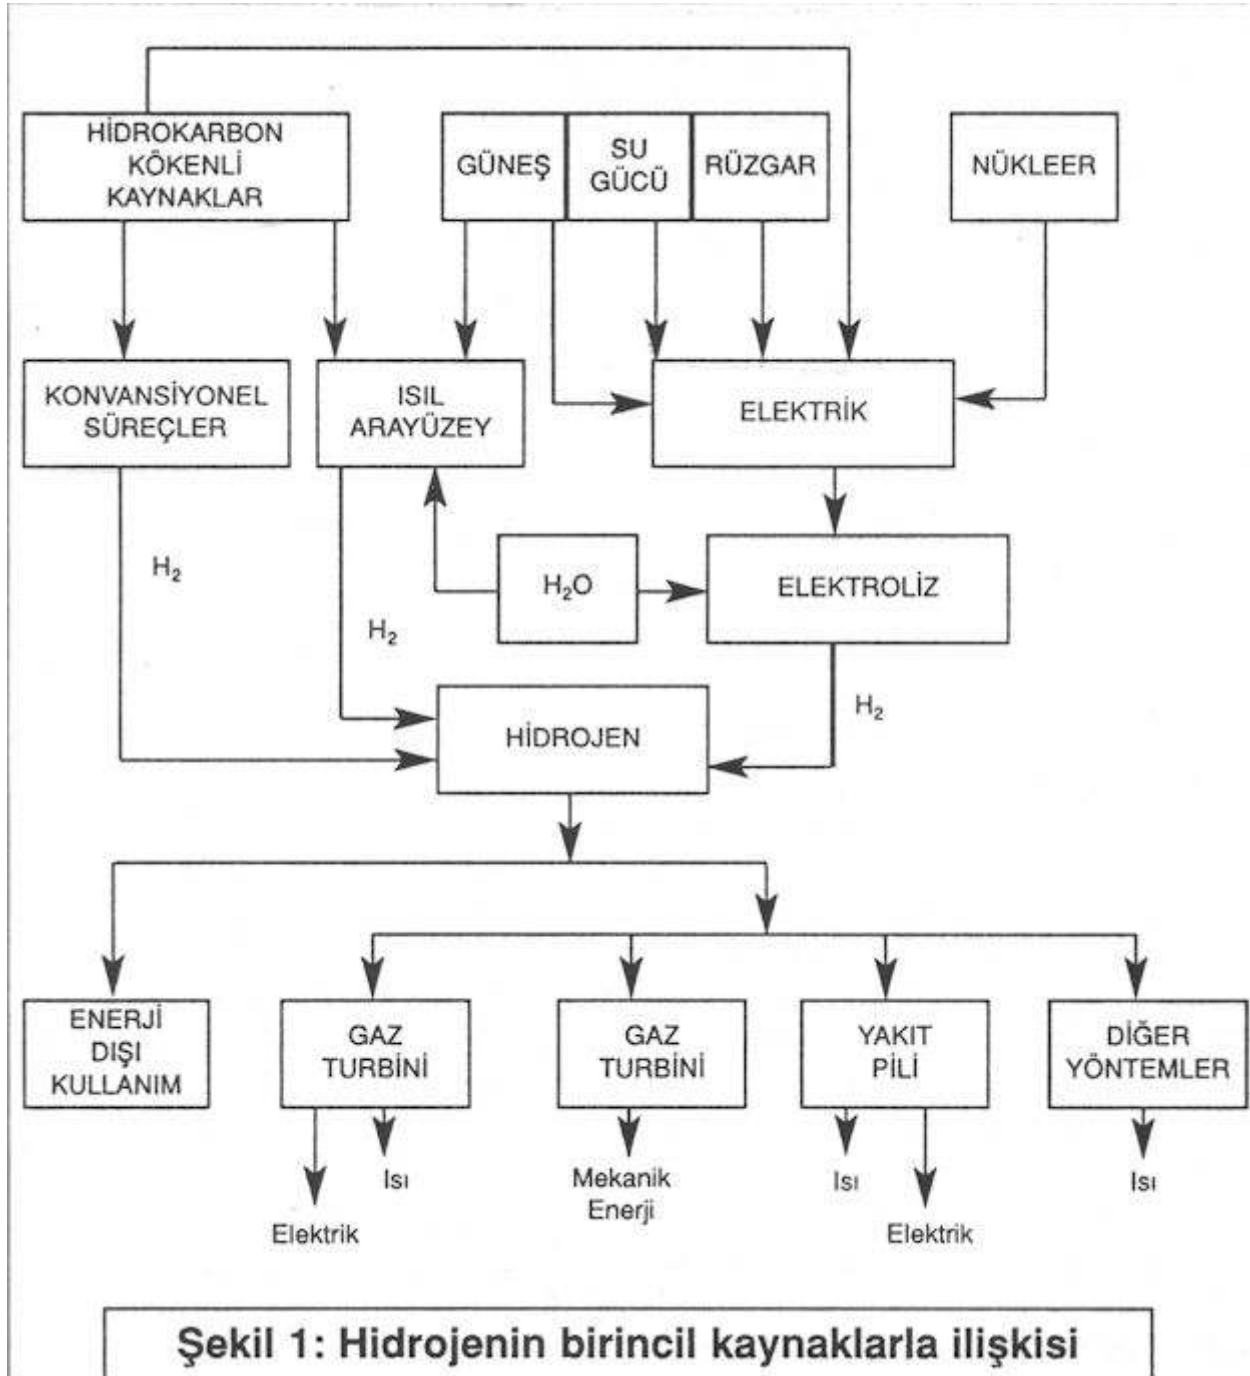 HİDROKARBON
KÖKENLİ
KAYNAKLAR
GÜNEŞ
SU
GÜCÜ
RÜZGAR
NÜKLEER
KONVANSİYONEL
SÜREÇLER
ISIL
ARAYÜZEY
ELEKTRİK
H₂
H₂O
ELEKTROLİZ
H₂
HİDROJEN
H₂
ENERJİ
DIŞI
KULLANIM
GAZ
TURBİNİ
GAZ
TURBİNİ
YAKIT
PİLİ
DİĞER
YÖNTEMLER
Elektrik
Isı
Mekanik
Enerji
Isı
Elektrik
Isı
Şekil 1: Hidrojenin birincil kaynaklarla ilişkisi